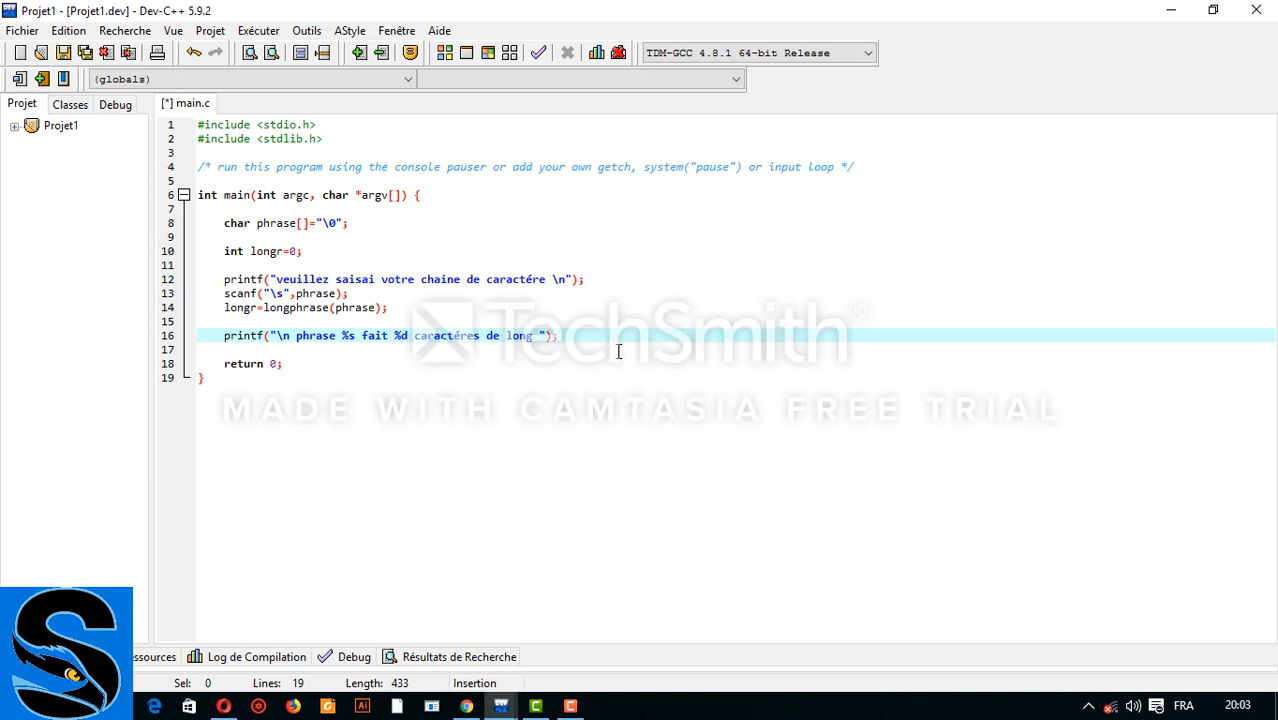 Projet1 - [Projet1.dev] - Dev-C++ 5.9.2
Fichier Edition Recherche Vue Projet Exécuter Outils AStyle Fenêtre Aide
TDM-GCC 4.8.1 64-bit Release
(globals)
Projet Classes Debug [*] main.c
Projet1
1 #include <stdio.h>
2 #include <stdlib.h>
3
4 /* run this program using the console pauser or add your own getch, system("pause") or input loop */
5
6 int main(int argc, char *argv[]) {
7
8 char phrase[]="\0";
9
10 int longr=0;
11
12 printf("veuillez saisai votre chaine de caractére \n");
13 scanf("\s",phrase);
14 longr=longphrase(phrase);
15
16 printf("\n phrase %s fait %d caractéres de long ");
17
18 return 0;
19 }
TechSmith®
MADE WITH CAMTASIA FREE TRIAL
ssources Log de Compilation Debug Résultats de Recherche
Sel: 0 Lines: 19 Length: 433 Insertion
FRA 20:03